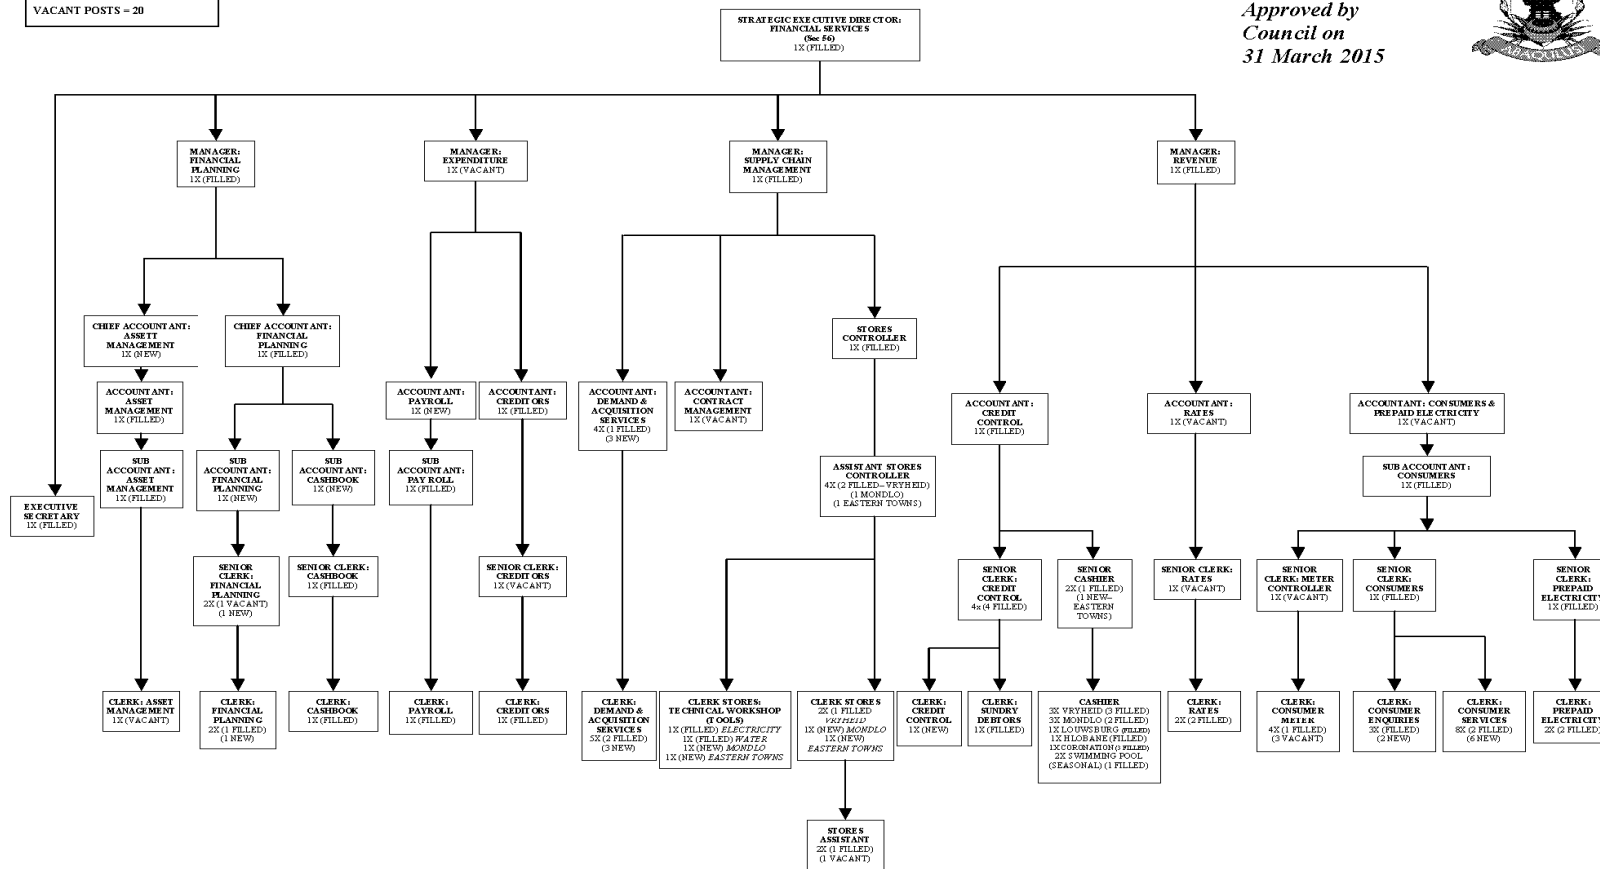 VACANT POSTS = 20
Approved by
Council on
31 March 2015
ABAQULUSI
STRATEGIC EXECUTIVE DIRECTOR:
FINANCIAL SERVICES
(Sec 56)
1X (FILLED)
MANAGER:
FINANCIAL
PLANNING
1X (FILLED)
MANAGER:
EXPENDITURE
1X (VACANT)
MANAGER:
SUPPLY CHAIN
MANAGEMENT
1X (FILLED)
MANAGER:
REVENUE
1X (FILLED)
CHIEF ACCOUNTANT:
ASSETT
MANAGEMENT
1X (NEW)
CHIEF ACCOUNTANT:
FINANCIAL
PLANNING
1X (FILLED)
STORES
CONTROLLER
1X (FILLED)
ACCOUNTANT:
ASSET
MANAGEMENT
1X (FILLED)
ACCOUNTANT:
PAYROLL
1X (NEW)
ACCOUNTANT:
CREDITORS
1X (FILLED)
ACCOUNTANT:
DEMAND &
ACQUISITION
SERVICES
4X (1 FILLED)
(3 NEW)
ACCOUNTANT:
CONTRACT
MANAGEMENT
1X (VACANT)
ACCOUNTANT:
CREDIT
CONTROL
1X (FILLED)
ACCOUNTANT:
RATES
1X (VACANT)
ACCOUNTANT: CONSUMERS &
PREPAID ELECTRICITY
1X (VACANT)
SUB
ACCOUNTANT:
ASSET
MANAGEMENT
1X (FILLED)
SUB
ACCOUNTANT:
FINANCIAL
PLANNING
1X (NEW)
SUB
ACCOUNTANT:
CASHBOOK
1X (NEW)
SUB
ACCOUNTANT:
PAY ROLL
1X (FILLED)
ASSISTANT STORES
CONTROLLER
4X (2 FILLED– VRYHEID)
(1 MONDLO)
(1 EASTERN TOWNS)
SUB ACCOUNTANT:
CONSUMERS
1X (FILLED)
EXECUTIVE
SECRETARY
1X (FILLED)
SENIOR
CLERK:
FINANCIAL
PLANNING
2X (1 VACANT)
(1 NEW)
SENIOR CLERK:
CASHBOOK
1X (FILLED)
SENIOR CLERK:
CREDITORS
1X (VACANT)
SENIOR
CLERK:
CREDIT
CONTROL
4x (4 FILLED)
SENIOR
CASHIER
2X (1 FILLED)
(1 NEW–
EASTERN
TOWNS)
SENIOR CLERK:
RATES
1X (VACANT)
SENIOR
CLERK: METER
CONTROLLER
1X (VACANT)
SENIOR
CLERK:
CONSUMERS
1X (FILLED)
SENIOR
CLERK:
PREPAID
ELECTRICITY
1X (FILLED)
CLERK: ASSET
MANAGEMENT
1X (VACANT)
CLERK:
FINANCIAL
PLANNING
2X (1 FILLED)
(1 NEW)
CLERK:
CASHBOOK
1X (FILLED)
CLERK:
PAYROLL
1X (FILLED)
CLERK:
CREDITORS
1X (FILLED)
CLERK:
DEMAND &
ACQUISITION
SERVICES
5X (2 FILLED)
(3 NEW)
CLERK STORES:
TECHNICAL WORKSHOP
(TOOLS)
1X (FILLED) ELECTRICITY
1X (FILLED) WATER
1X (NEW) MONDLO
1X (NEW) EASTERN TOWNS
CLERK STORES
2X (1 FILLED
VRYHEID
1X (NEW) MONDLO
1X (NEW)
EASTERN TOWNS
CLERK:
CREDIT
CONTROL
1X (NEW)
CLERK:
SUNDRY
DEBTORS
1X (FILLED)
CASHIER
3X VRYHEID (3 FILLED)
3X MONDLO (2 FILLED)
1X LOUWSBURG (FILLED)
1X HLOBANE (FILLED)
1X CORONATION (3 FILLED)
2X SWIMMING POOL
(SEASONAL) (1 FILLED)
CLERK:
RATES
2X (2 FILLED)
CLERK:
CONSUMER
METER
4X (1 FILLED)
(3 VACANT)
CLERK:
CONSUMER
ENQUIRIES
3X (FILLED)
(2 NEW)
CLERK:
CONSUMER
SERVICES
8X (2 FILLED)
(6 NEW)
CLERK:
PREPAID
ELECTRICITY
2X (2 FILLED)
STORES
ASSISTANT
2X (1 FILLED)
(1 VACANT)